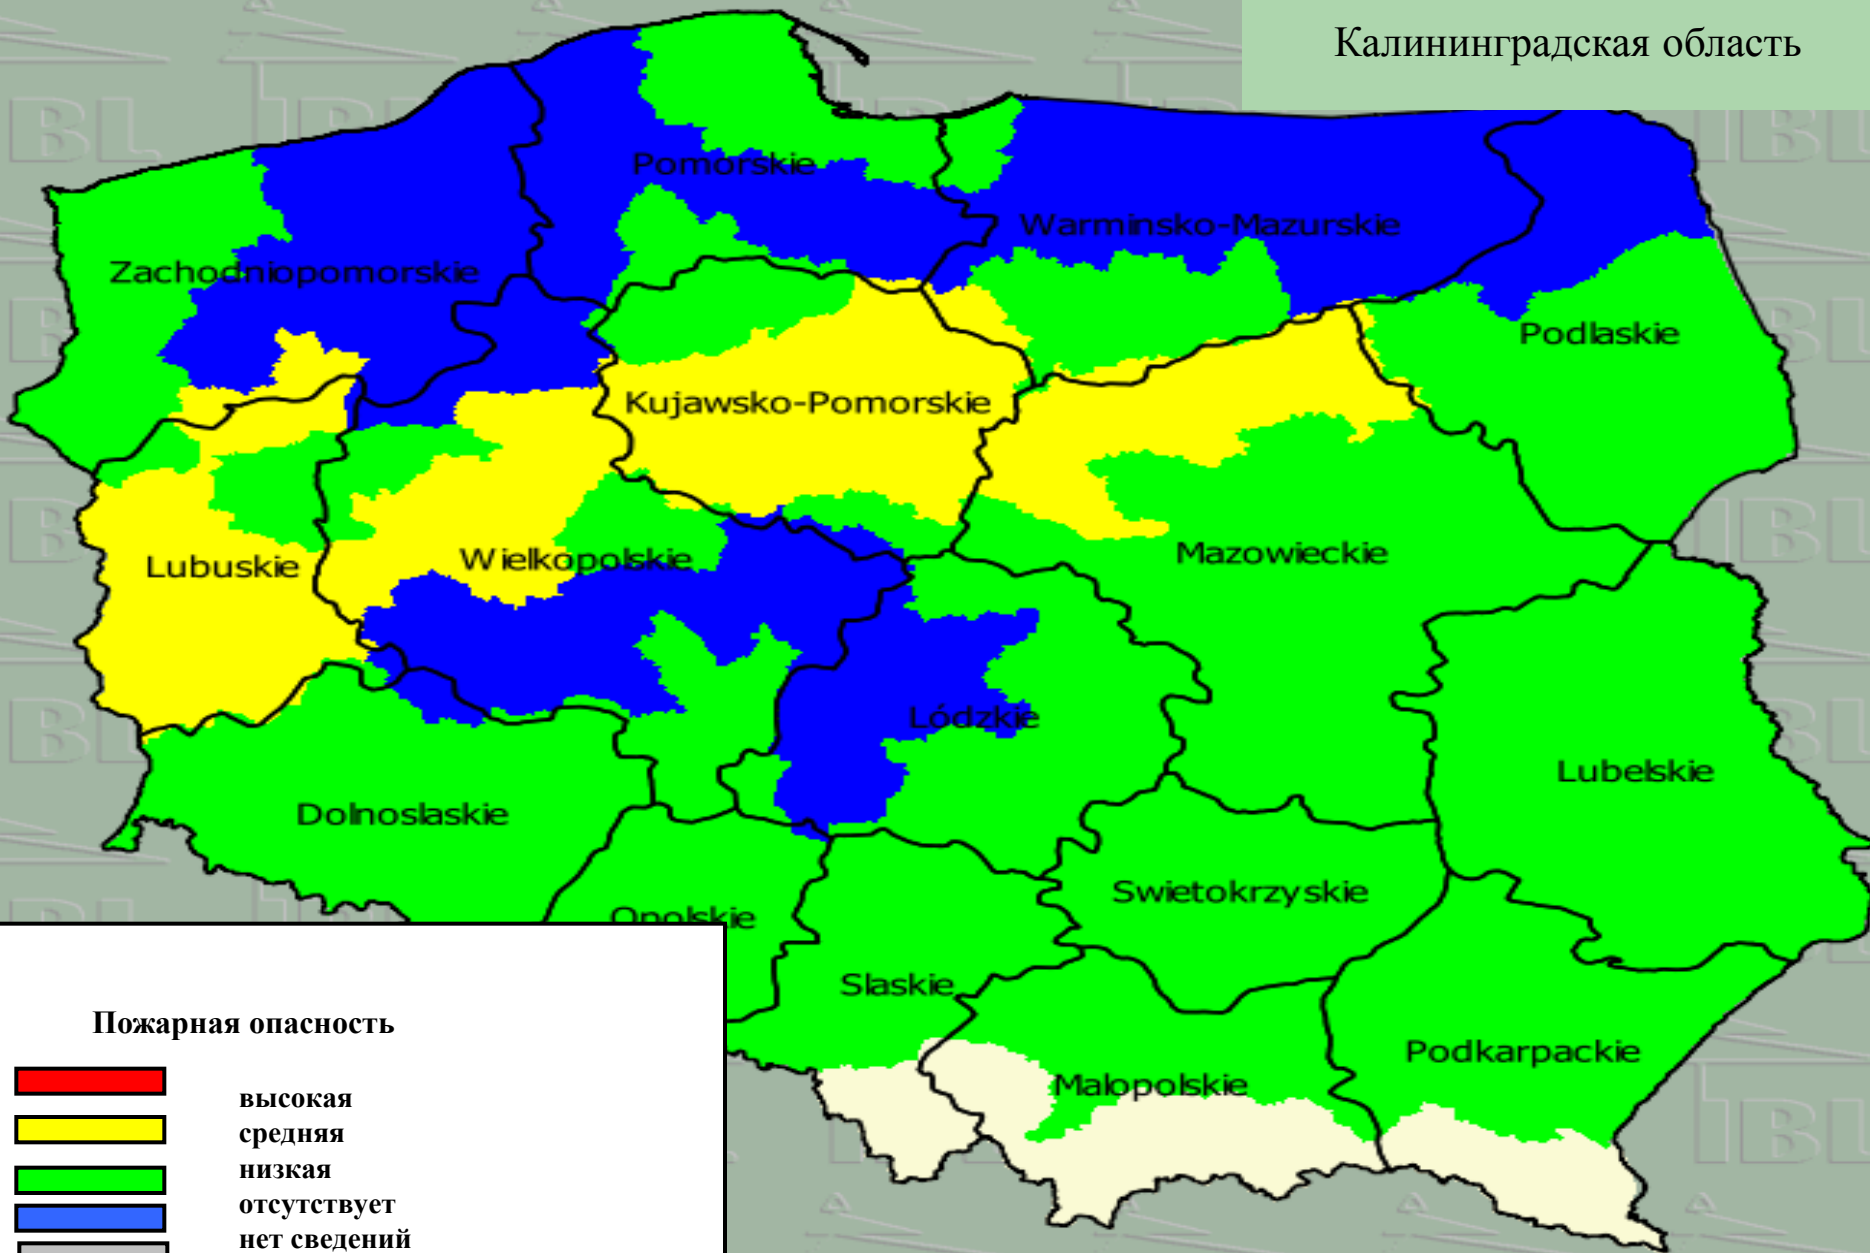 Калининградская область
Pomorskie
Warminsko-Mazurskie
Zachodniopomorskie
Podlaskie
Kujawsko-Pomorskie
Mazowieckie
Lubuskie
Wielkopolskie
Lódzkie
Lubelskie
Dolnoslaskie
Swietokrzyskie
Opolskie
Slaskie
Podkarpackie
Malopolskie
Пожарная опасность
высокая
средняя
низкая
отсутствует
нет сведений